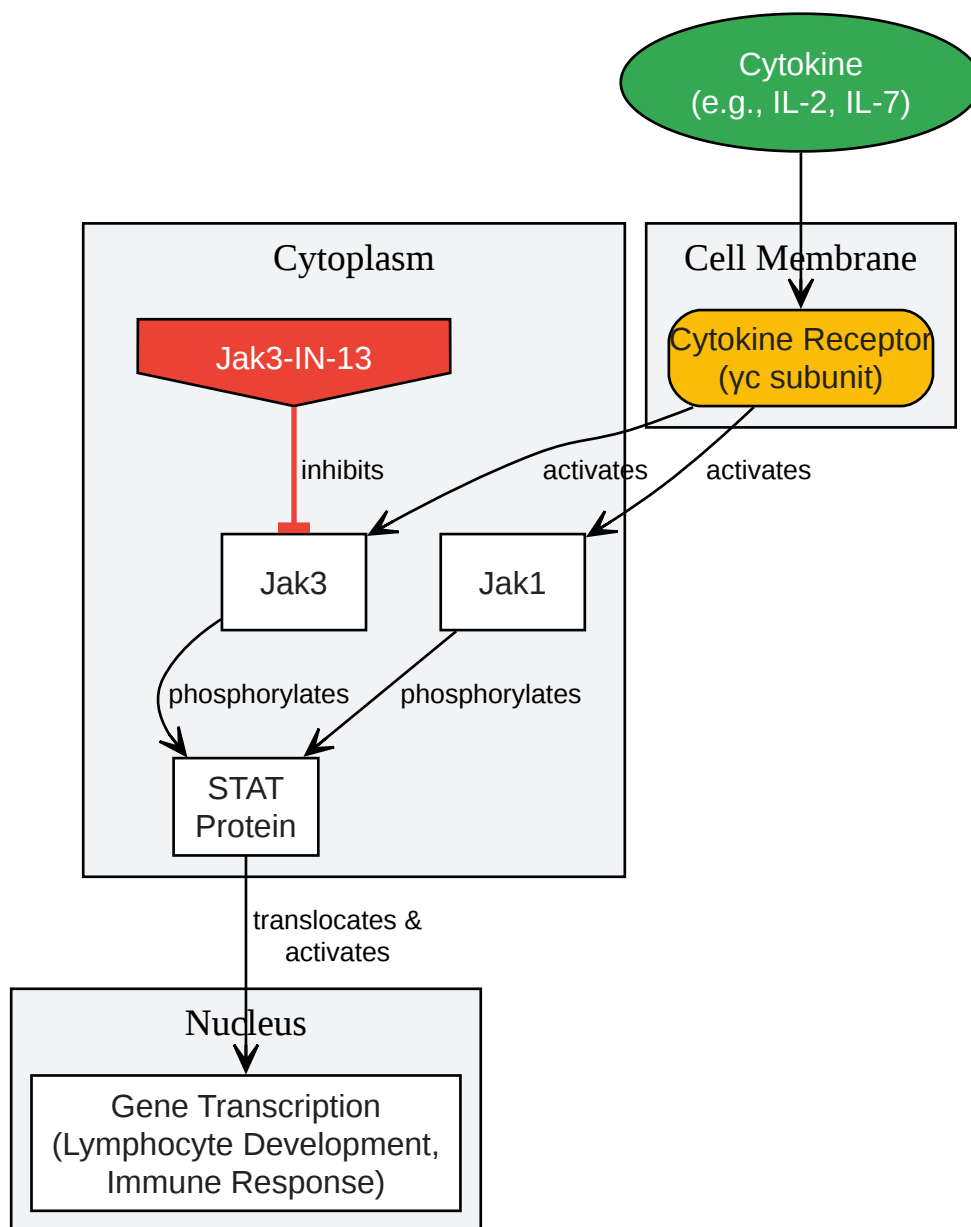 Cytokine
(e.g., IL-2, IL-7)
Cytoplasm
Cell Membrane
Jak3-IN-13
Cytokine Receptor
(γc subunit)
inhibits
activates
activates
Jak3
Jak1
phosphorylates
phosphorylates
STAT
Protein
translocates &
activates
Nucleus
Gene Transcription
(Lymphocyte Development,
Immune Response)